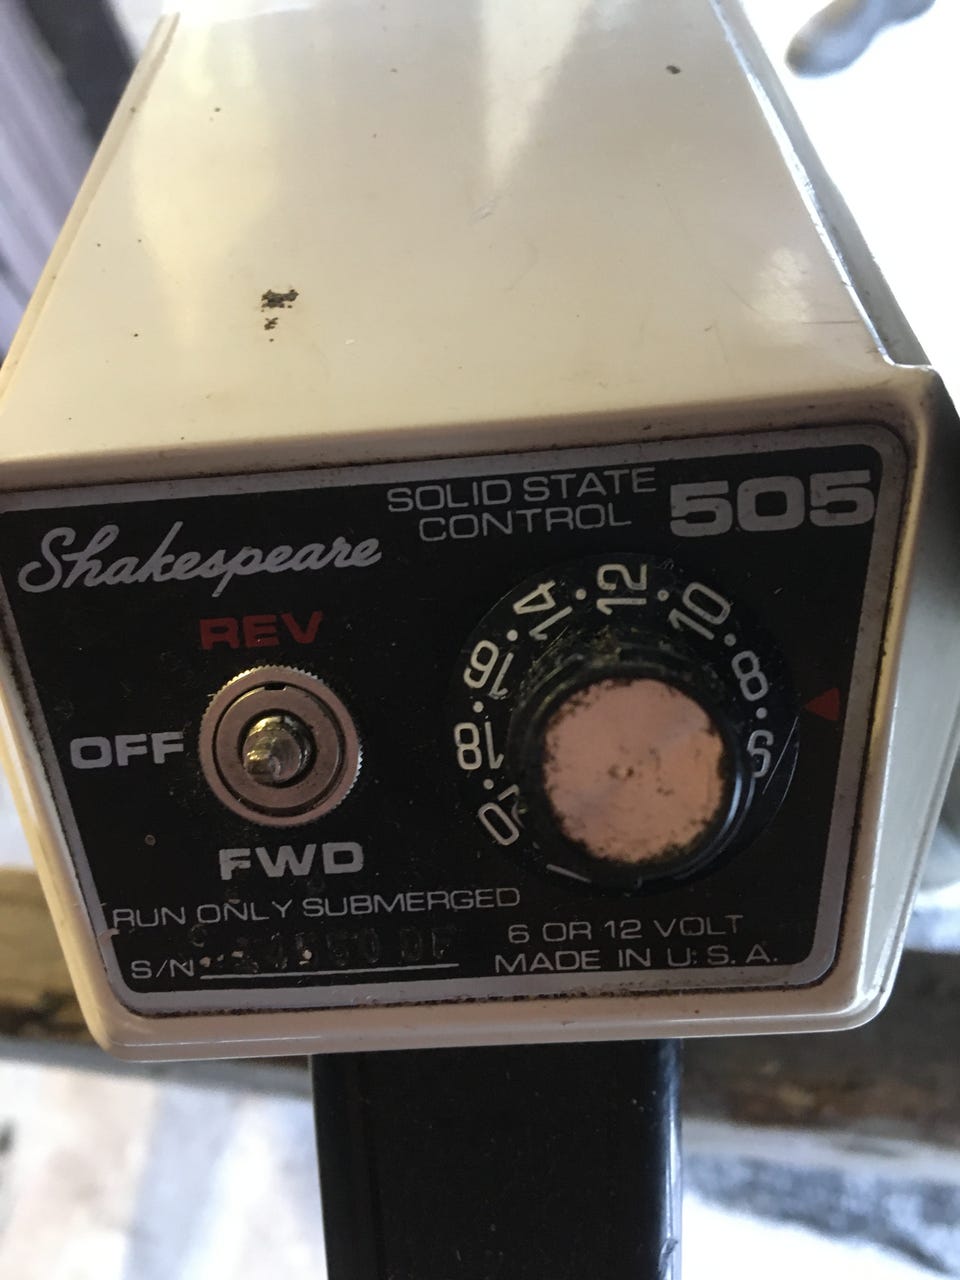 SOLID STATE
CONTROL
505
Shakespeare
REV
OFF
FWD
20 18 16 14 12 10 8 6
RUN ONLY SUBMERGED
S/N
6 OR 12 VOLT
MADE IN U.S.A.